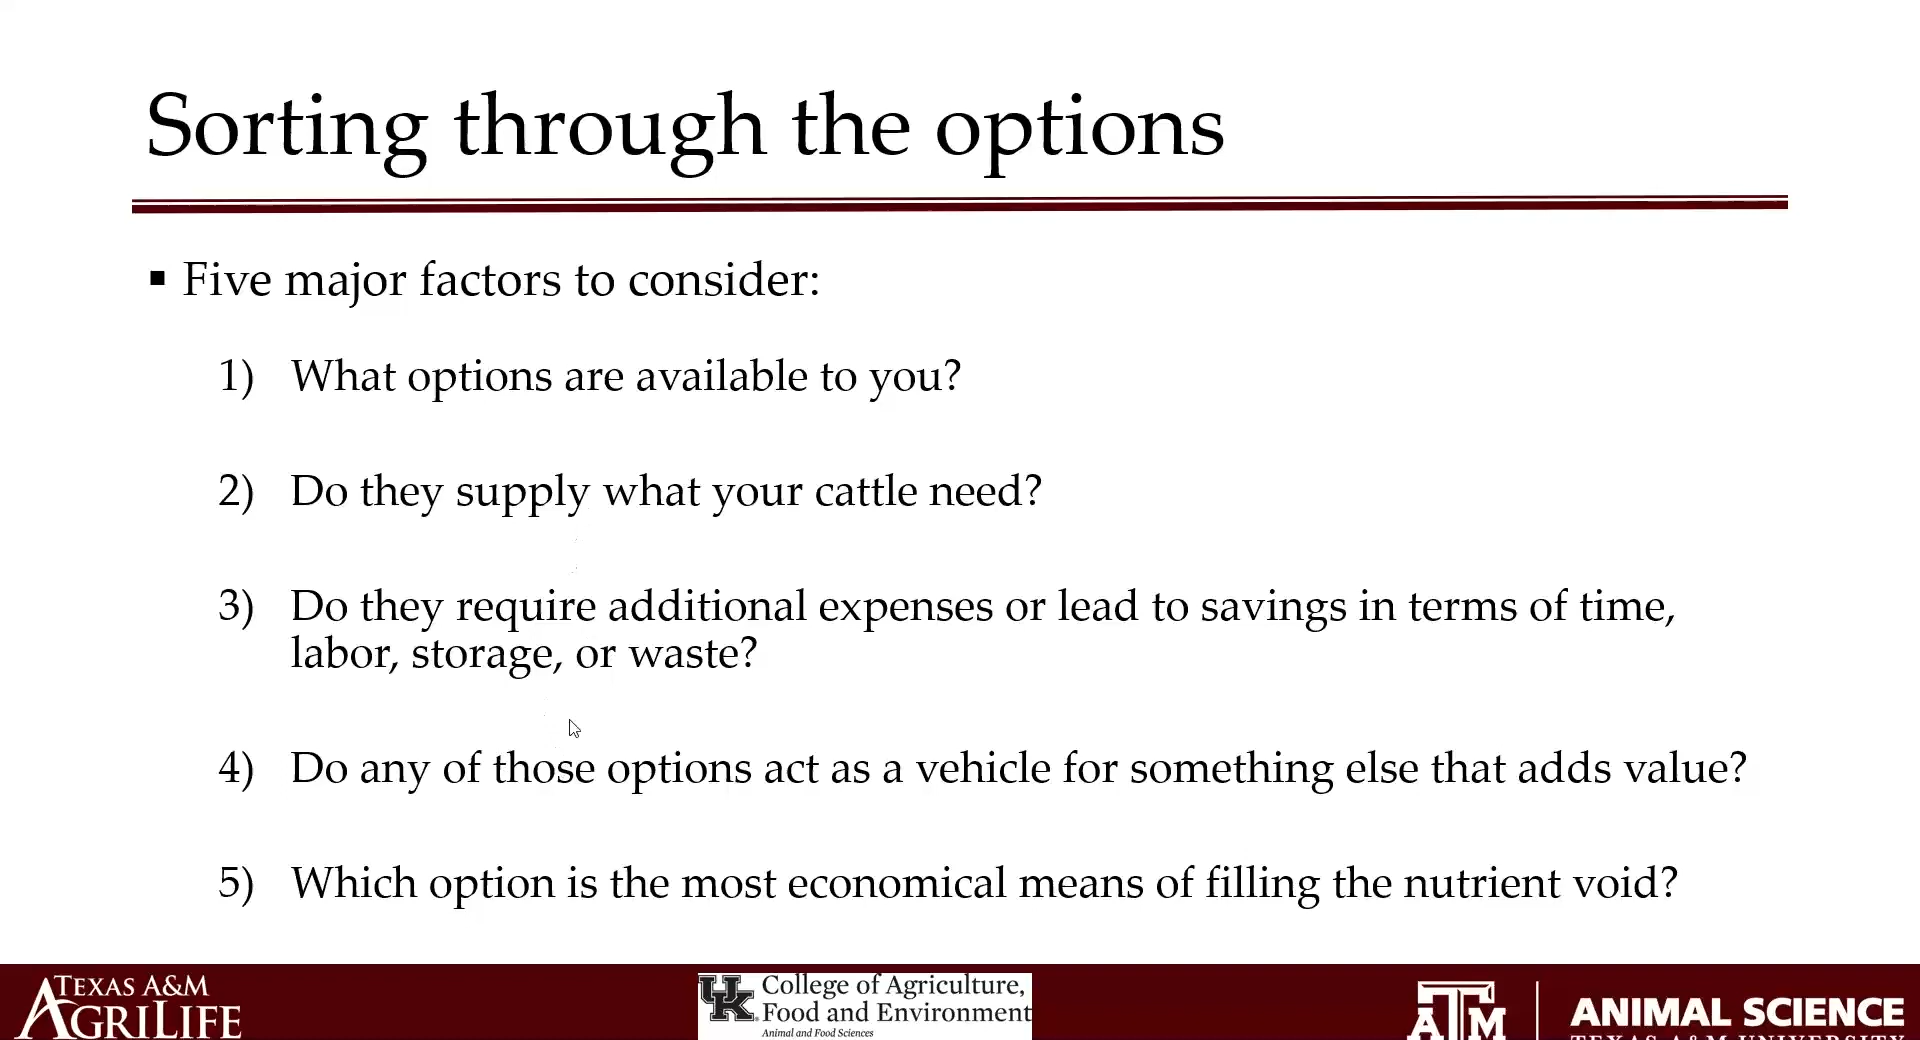 Sorting through the options
▪ Five major factors to consider:
1) What options are available to you?
2) Do they supply what your cattle need?
3) Do they require additional expenses or lead to savings in terms of time,
labor, storage, or waste?
4) Do any of those options act as a vehicle for something else that adds value?
5) Which option is the most economical means of filling the nutrient void?
TEXAS A&M
AGRILIFE
UK College of Agriculture,
Food and Environment
Animal and Food Sciences
ATM
ANIMAL SCIENCE
TEXAS A&M UNIVERSITY